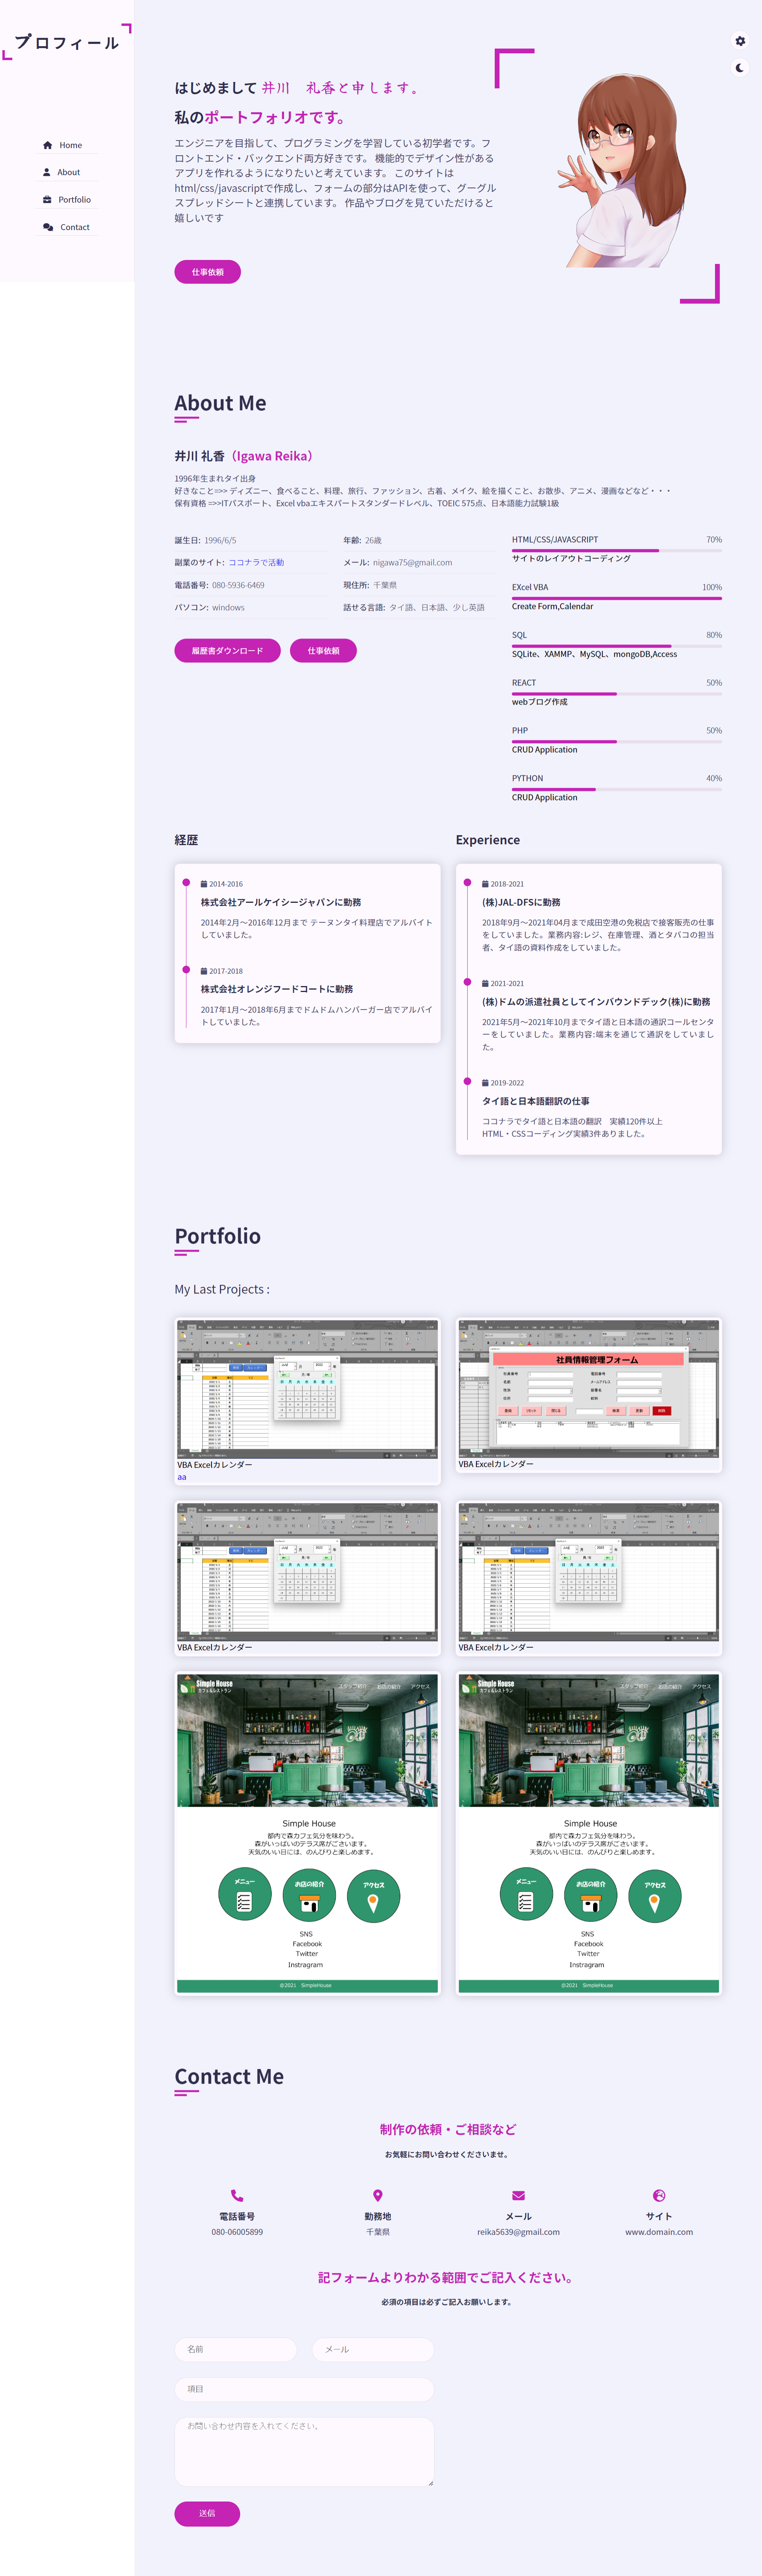 プロフィール
Home
About
Portfolio
Contact
はじめまして 井川 礼香と申します。
私のポートフォリオです。
エンジニアを目指して、プログラミングを学習している初学者です。フ
ロントエンド・バックエンド両方好きです。 機能的でデザイン性がある
アプリを作れるようになりたいと考えています。 このサイトは
html/css/javascriptで作成し、フォームの部分はAPIを使って、グーグル
スプレッドシートと連携しています。 作品やブログを見ていただけると
嬉しいです
仕事依頼
About Me
井川 礼香（Igawa Reika）
1996年生まれタイ出身
好きなこと=>> ディズニー、食べること、料理、旅行、ファッション、古着、メイク、絵を描くこと、お散歩、アニメ、漫画などなど・・・
保有資格 =>>ITパスポート、Excel vbaエキスパートスタンダードレベル、TOEIC 575点、日本語能力試験1級
誕生日: 1996/6/5
年齢: 26歳
副業のサイト: ココナラで活動
メール: nigawa75@gmail.com
電話番号: 080-5936-6469
現住所: 千葉県
パソコン: windows
話せる言語: タイ語、日本語、少し英語
履歴書ダウンロード
仕事依頼
HTML/CSS/JAVASCRIPT 70%
サイトのレイアウトコーディング
EXcel VBA 100%
Create Form,Calendar
SQL 80%
SQLite、XAMMP、MySQL、mongoDB,Access
REACT 50%
webブログ作成
PHP 50%
CRUD Application
PYTHON 40%
CRUD Application
経歴
2014-2016
株式会社アールケイシージャパンに勤務
2014年2月～2016年12月まで テーヌンタイ料理店でアルバイト
していました。
2017-2018
株式会社オレンジフードコートに勤務
2017年1月～2018年6月までドムドムハンバーガー店でアルバイ
トしていました。
Experience
2018-2021
(株)JAL-DFSに勤務
2018年9月～2021年04月まで成田空港の免税店で接客販売の仕事
をしていました。業務内容:レジ、在庫管理、酒とタバコの担当
者、タイ語の資料作成をしていました。
2021-2021
(株)ドムの派遣社員としてインバウンドデック(株)に勤務
2021年5月～2021年10月までタイ語と日本語の通訳コールセンタ
ーをしていました。業務内容:端末を通じて通訳をしていまし
た。
2019-2022
タイ語と日本語翻訳の仕事
ココナラでタイ語と日本語の翻訳 実績120件以上
HTML・CSSコーディング実績3件ありました。
Portfolio
My Last Projects :
VBA Excelカレンダー
aa
社員情報管理フォーム
VBA Excelカレンダー
VBA Excelカレンダー
VBA Excelカレンダー
Simple House
カフェ&レストラン
スタッフ紹介 お店の紹介 アクセス
Simple House
都内で森カフェ気分を味わう。
森がいっぱいのテラス席がございます。
天気のいい日には、のんびりと楽しめます。
メニュー
お店の紹介
アクセス
SNS
Facebook
Twitter
Instragram
©2021 SimpleHouse
Simple House
カフェ&レストラン
スタッフ紹介 お店の紹介 アクセス
Simple House
都内で森カフェ気分を味わう。
森がいっぱいのテラス席がございます。
天気のいい日には、のんびりと楽しめます。
メニュー
お店の紹介
アクセス
SNS
Facebook
Twitter
Instragram
©2021 SimpleHouse
Contact Me
制作の依頼・ご相談など
お気軽にお問い合わせくださいませ。
電話番号
080-06005899
勤務地
千葉県
メール
reika5639@gmail.com
サイト
www.domain.com
記フォームよりわかる範囲でご記入ください。
必須の項目は必ずご記入お願いします。
名前
メール
項目
お問い合わせ内容を入れてください。
送信